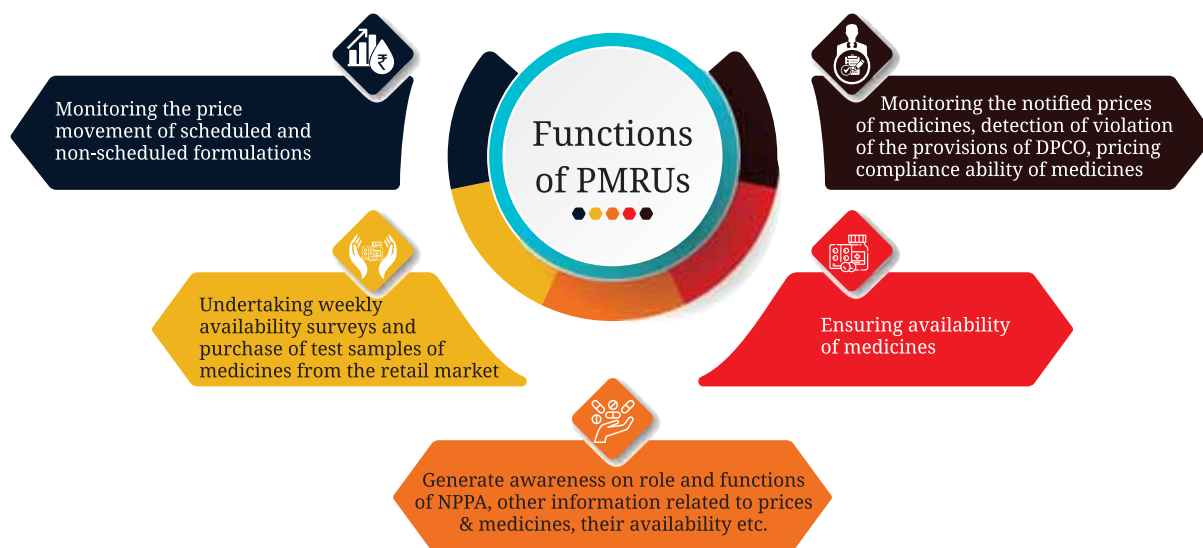 Functions
of PMRUs
₹
Monitoring the price
movement of scheduled and
non-scheduled formulations
Monitoring the notified prices
of medicines, detection of violation
of the provisions of DPCO, pricing
compliance ability of medicines
Undertaking weekly
availability surveys and
purchase of test samples of
medicines from the retail market
Ensuring availability
of medicines
Generate awareness on role and functions
of NPPA, other information related to prices
& medicines, their availability etc.